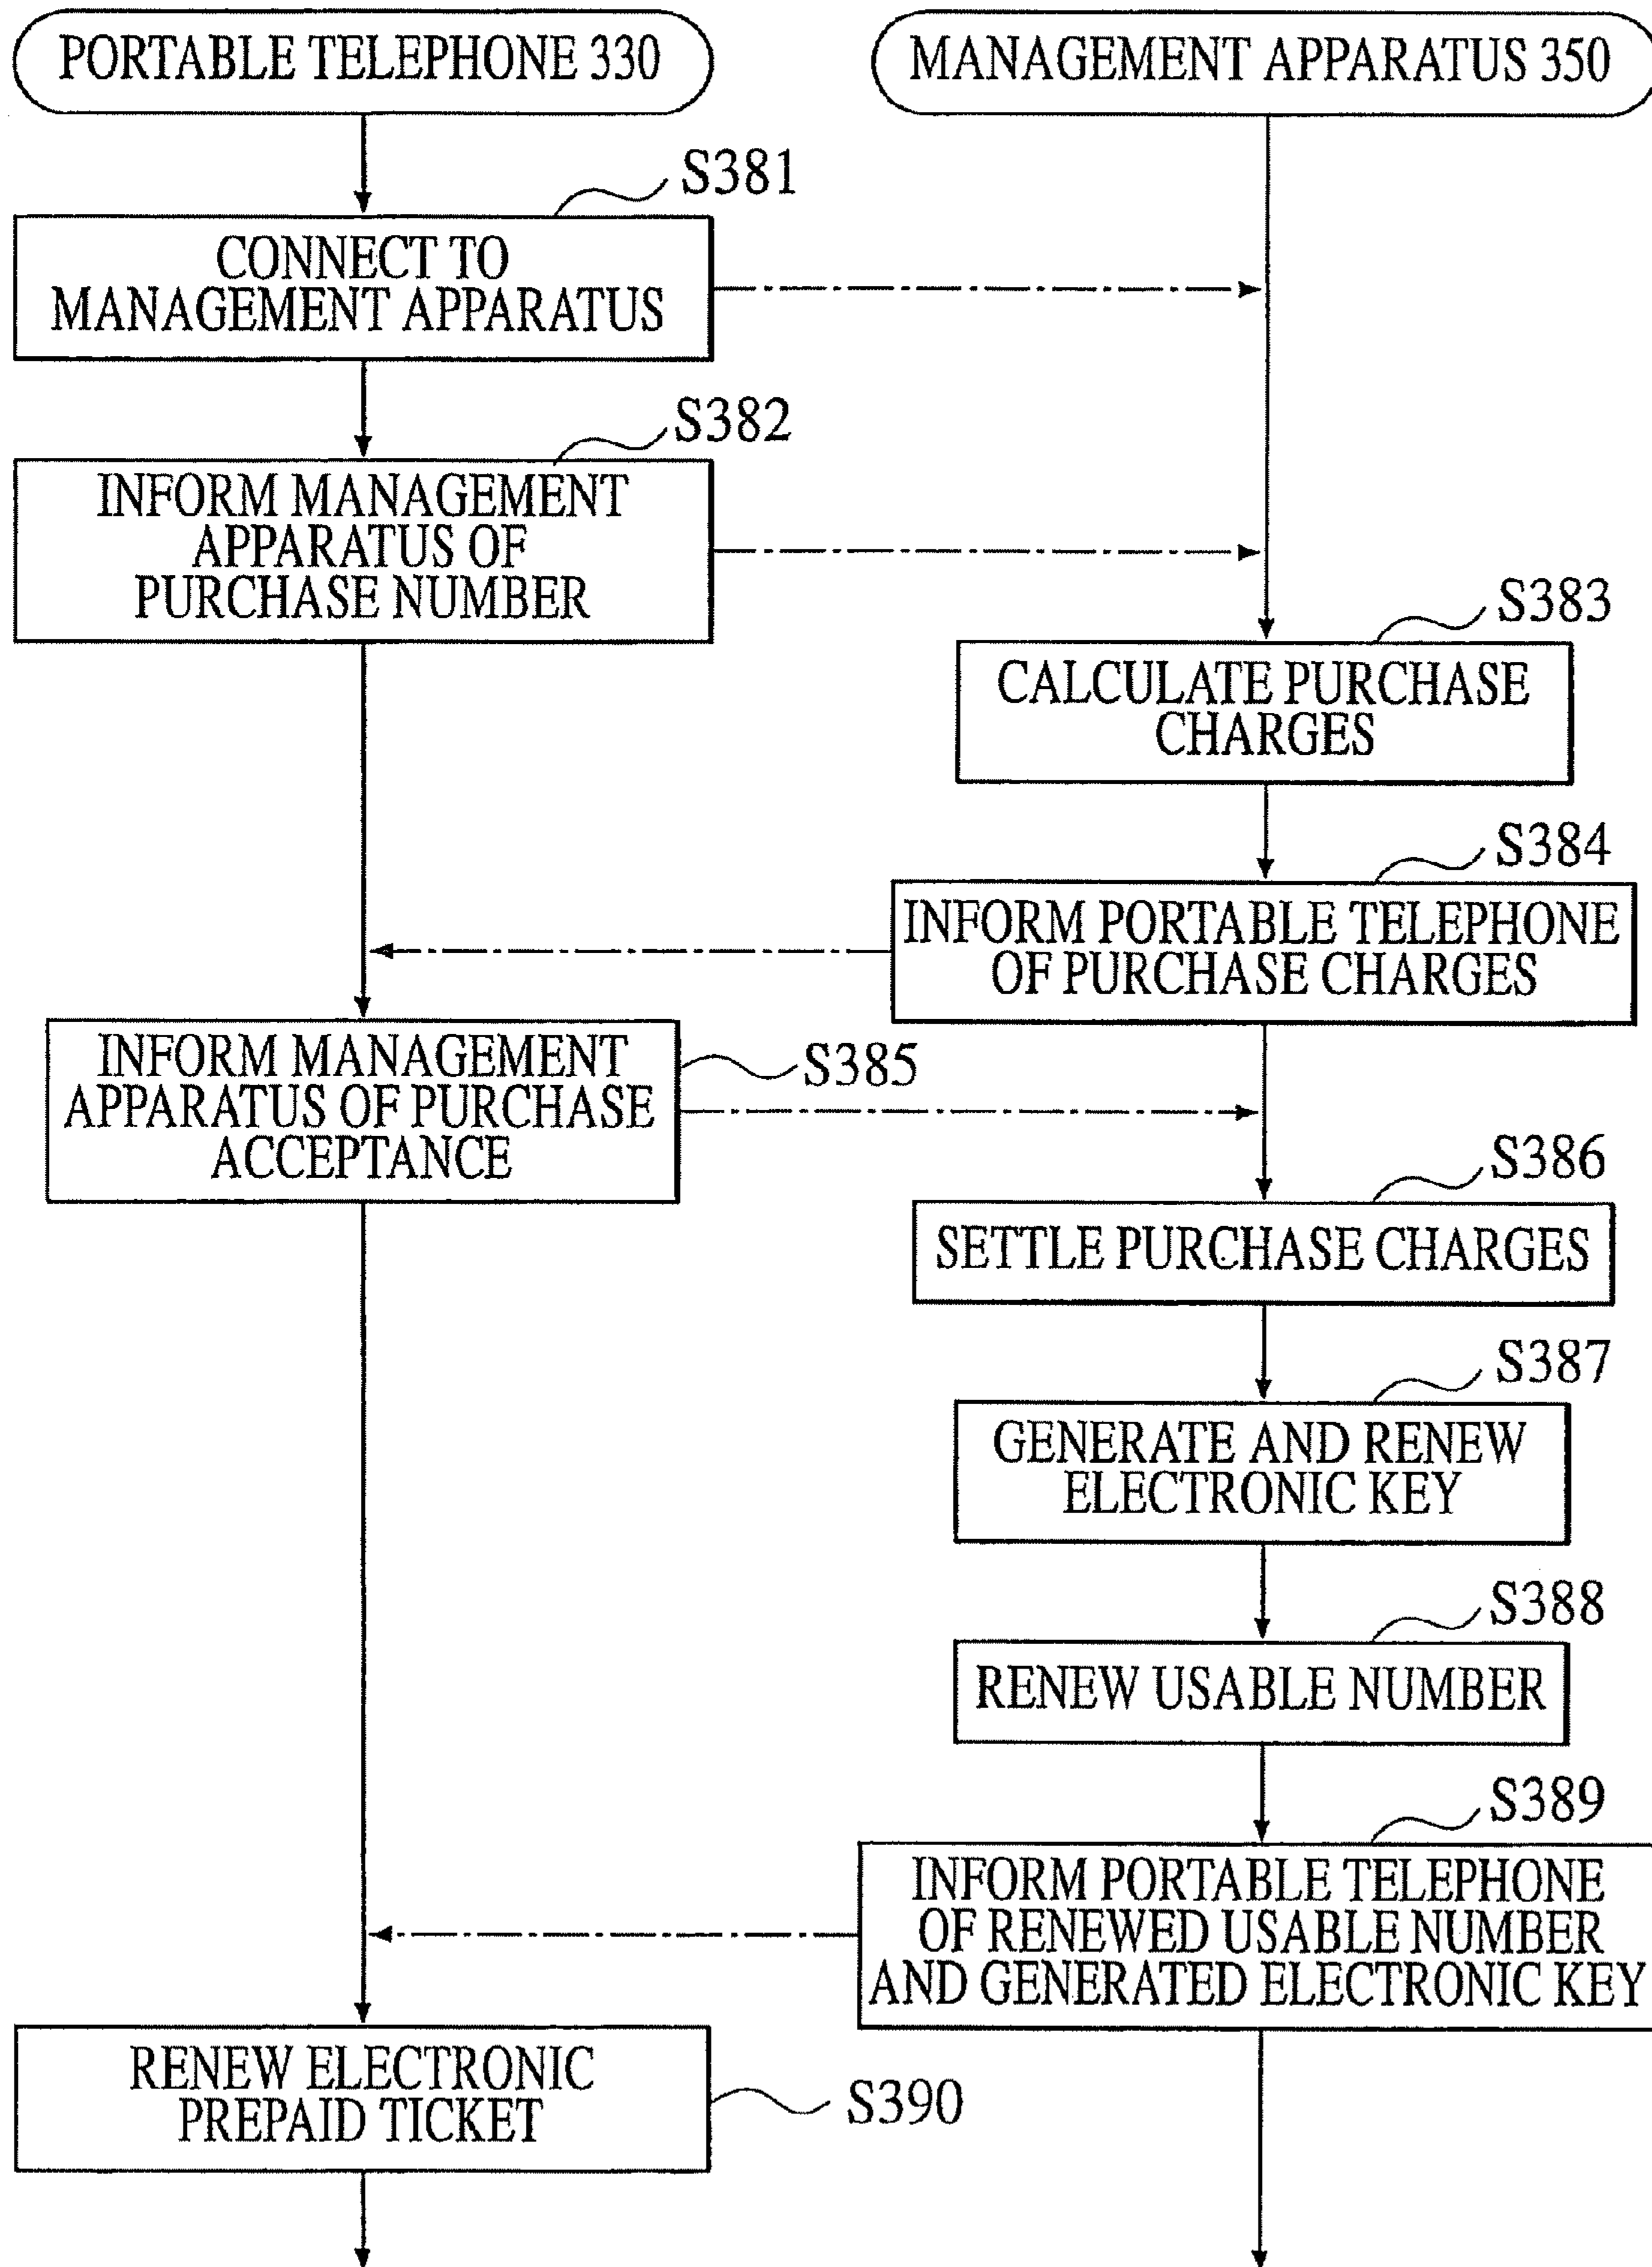 PORTABLE TELEPHONE 330
MANAGEMENT APPARATUS 350
S381
CONNECT TO
MANAGEMENT APPARATUS
S382
INFORM MANAGEMENT
APPARATUS OF
PURCHASE NUMBER
S383
CALCULATE PURCHASE
CHARGES
S384
INFORM PORTABLE TELEPHONE
OF PURCHASE CHARGES
INFORM MANAGEMENT
APPARATUS OF PURCHASE
ACCEPTANCE
S385
S386
SETTLE PURCHASE CHARGES
S387
GENERATE AND RENEW
ELECTRONIC KEY
S388
RENEW USABLE NUMBER
S389
INFORM PORTABLE TELEPHONE
OF RENEWED USABLE NUMBER
AND GENERATED ELECTRONIC KEY
RENEW ELECTRONIC
PREPAID TICKET
S390